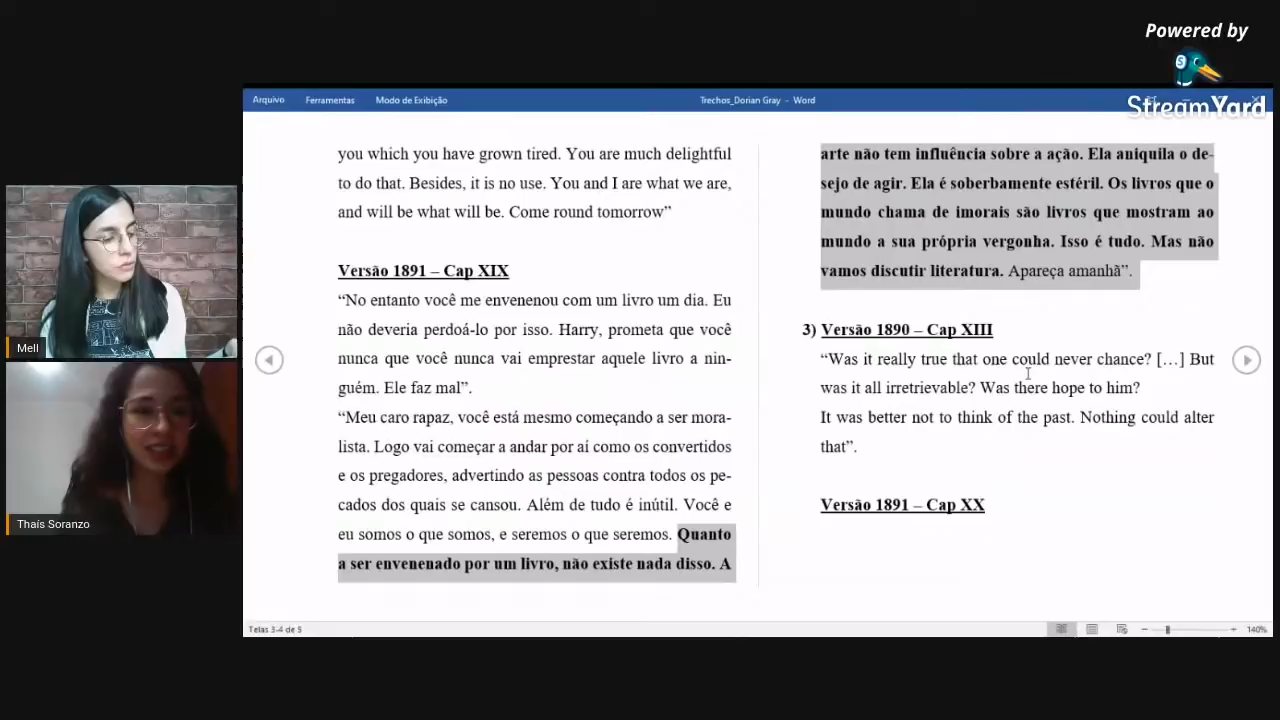 Powered by
StreamYard
Arquivo Ferramentas Modo de Exibição
Trechos_Dorian Gray - Word
you which you have grown tired. You are much delightful
to do that. Besides, it is no use. You and I are what we are,
and will be what will be. Come round tomorrow”
Versão 1891 – Cap XIX
“No entanto você me envenenou com um livro um dia. Eu
não deveria perdoá-lo por isso. Harry, prometa que você
nunca que você nunca vai emprestar aquele livro a nin-
guém. Ele faz mal”.
“Meu caro rapaz, você está mesmo começando a ser mora-
lista. Logo vai começar a andar por aí como os convertidos
e os pregadores, advertindo as pessoas contra todos os pe-
cados dos quais se cansou. Além de tudo é inútil. Você e
eu somos o que somos, e seremos o que seremos. Quanto
a ser envenenado por um livro, não existe nada disso. A
arte não tem influência sobre a ação. Ela aniquila o de-
sejo de agir. Ela é soberbamente estéril. Os livros que o
mundo chama de imorais são livros que mostram ao
mundo a sua própria vergonha. Isso é tudo. Mas não
vamos discutir literatura. Apareça amanhã”.
3) Versão 1890 – Cap XIII
“Was it really true that one could never chance? […] But
was it all irretrievable? Was there hope to him?
It was better not to think of the past. Nothing could alter
that”.
Versão 1891 – Cap XX
Mell
Thaís Soranzo
Telas 3-4 de 5
140%